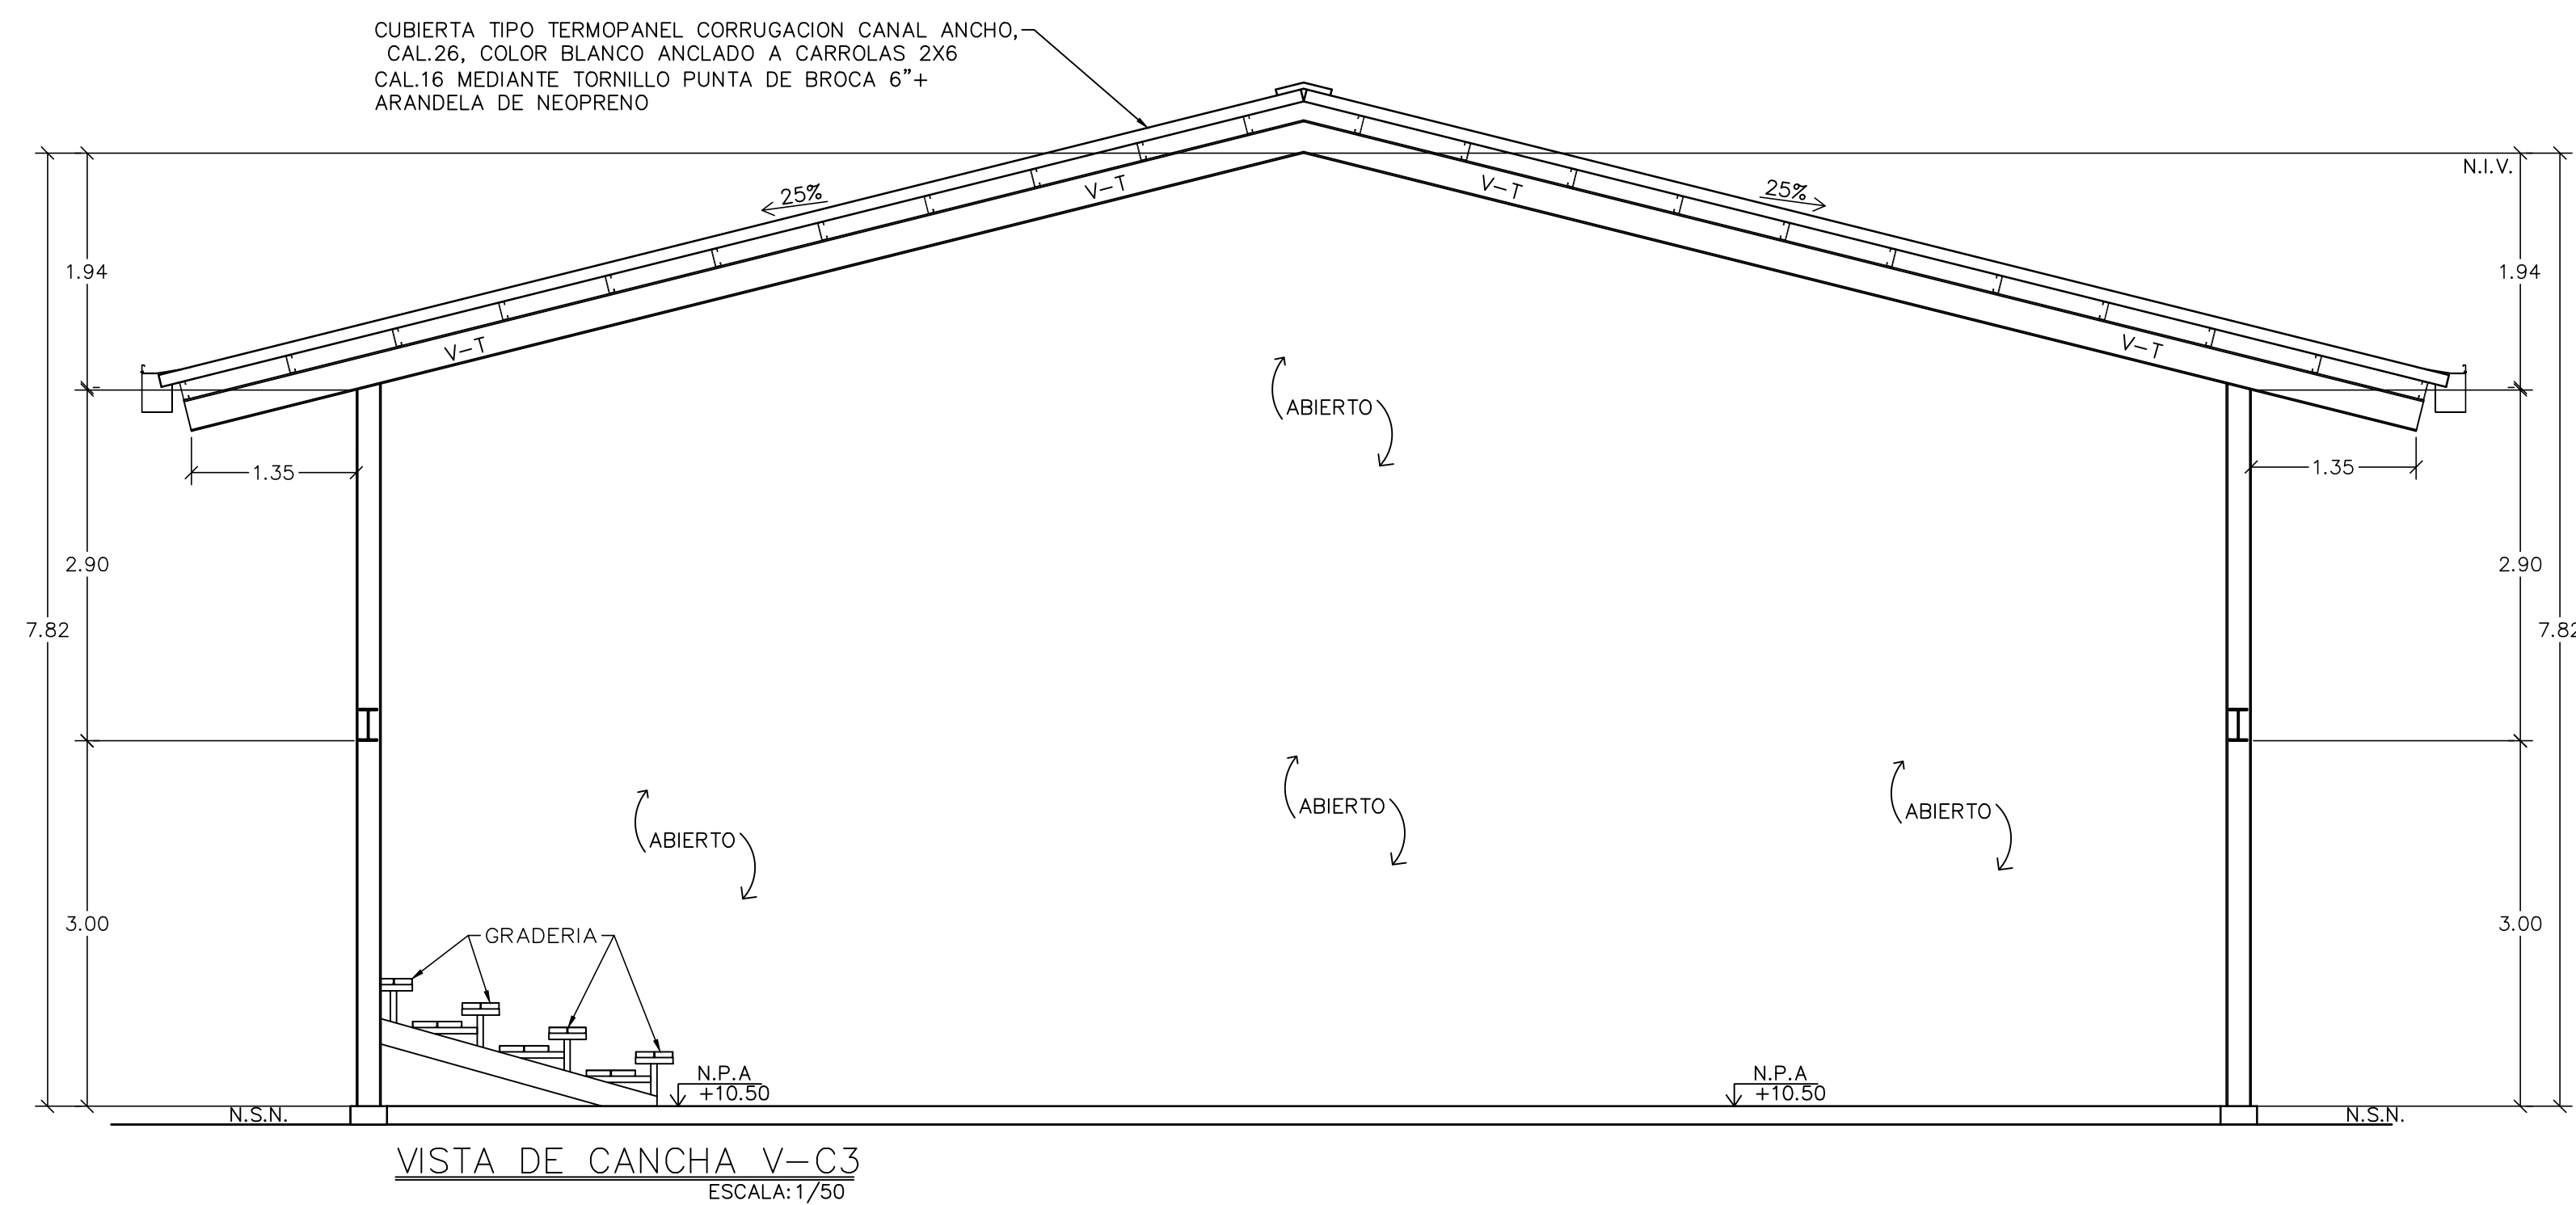 CUBIERTA TIPO TERMOPANEL CORRUGACION CANAL ANCHO,
CAL.26, COLOR BLANCO ANCLADO A CARROLAS 2X6
CAL.16 MEDIANTE TORNILLO PUNTA DE BROCA 6"+
ARANDELA DE NEOPRENO
N.I.V.
25%
25%
V-T
V-T
1.94
1.94
V-T
V-T
ABIERTO
1.35
1.35
2.90
2.90
7.82
7.82
ABIERTO
ABIERTO
ABIERTO
3.00
3.00
GRADERIA
N.P.A
+10.50
N.P.A
+10.50
N.S.N.
N.S.N.
VISTA DE CANCHA V-C3
ESCALA:1/50